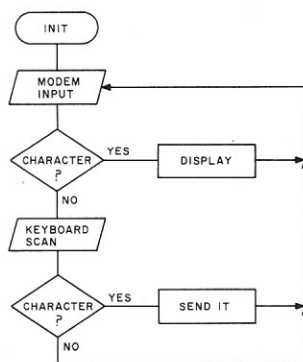 INIT
MODEM
INPUT
CHARACTER
?
YES
DISPLAY
NO
KEYBOARD
SCAN
CHARACTER
?
YES
SEND IT
NO